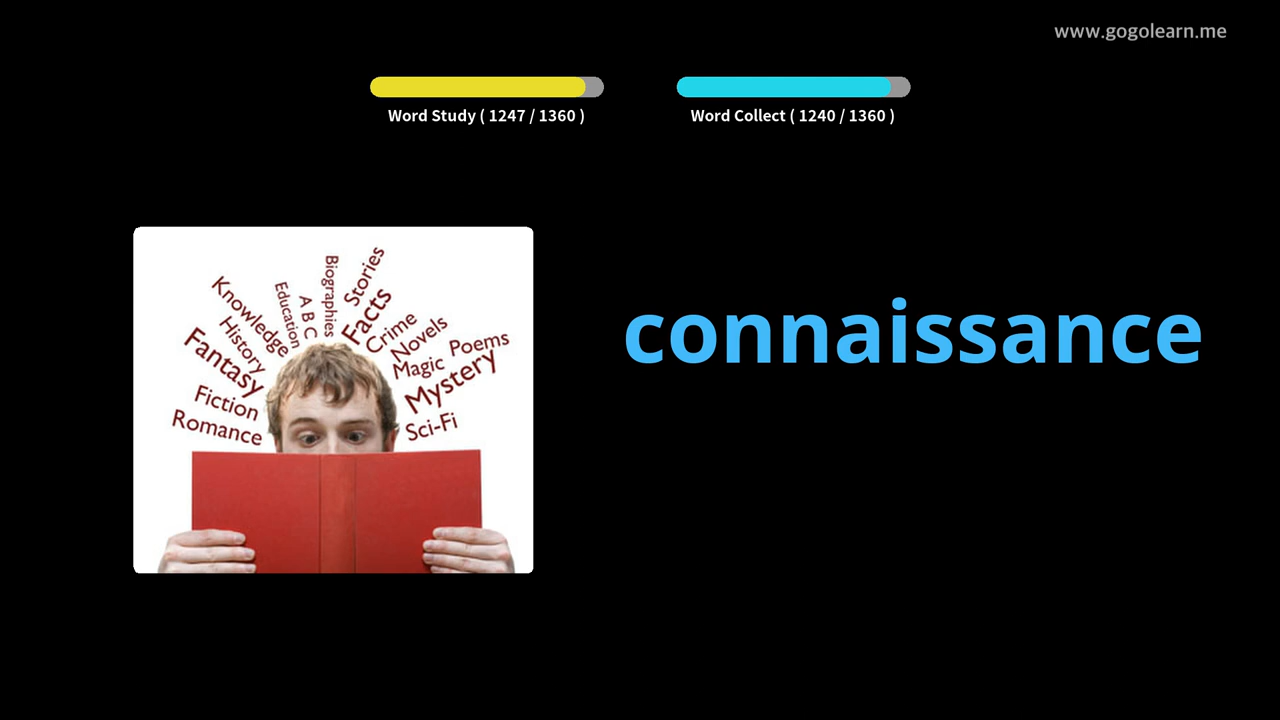 www.gogolearn.me
Word Study ( 1247 / 1360 )
Word Collect ( 1240 / 1360 )
Romance
Fiction
Fantasy
History
Knowledge
Education
A B C
Biographies
Stories
Facts
Crime
Novels
Magic
Poems
Mystery
Sci-Fi
connaissance